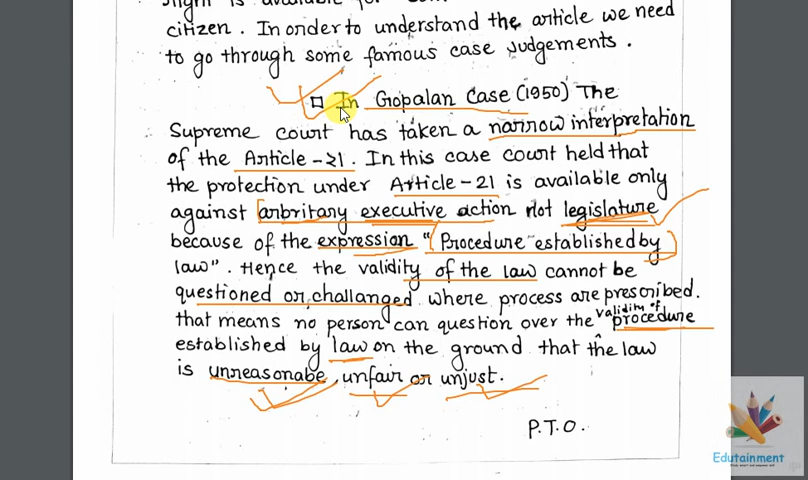 citizen. In order to understand the article we need
to go through some famous case judgements.
In Gopalan Case (1950) The
Supreme court has taken a narrow interpretation
of the Article-21. In this case court held that
the protection under Article-21 is available only
against arbritary executive action not legislature
because of the expression "Procedure established by
law". Hence the validity of the law cannot be
questioned or challanged where process are prescribed.
that means no person can question over the validity of procedure
established by law on the ground that the law
is unreasonabe, unfair or unjust.
P.T.O.
Edutainment